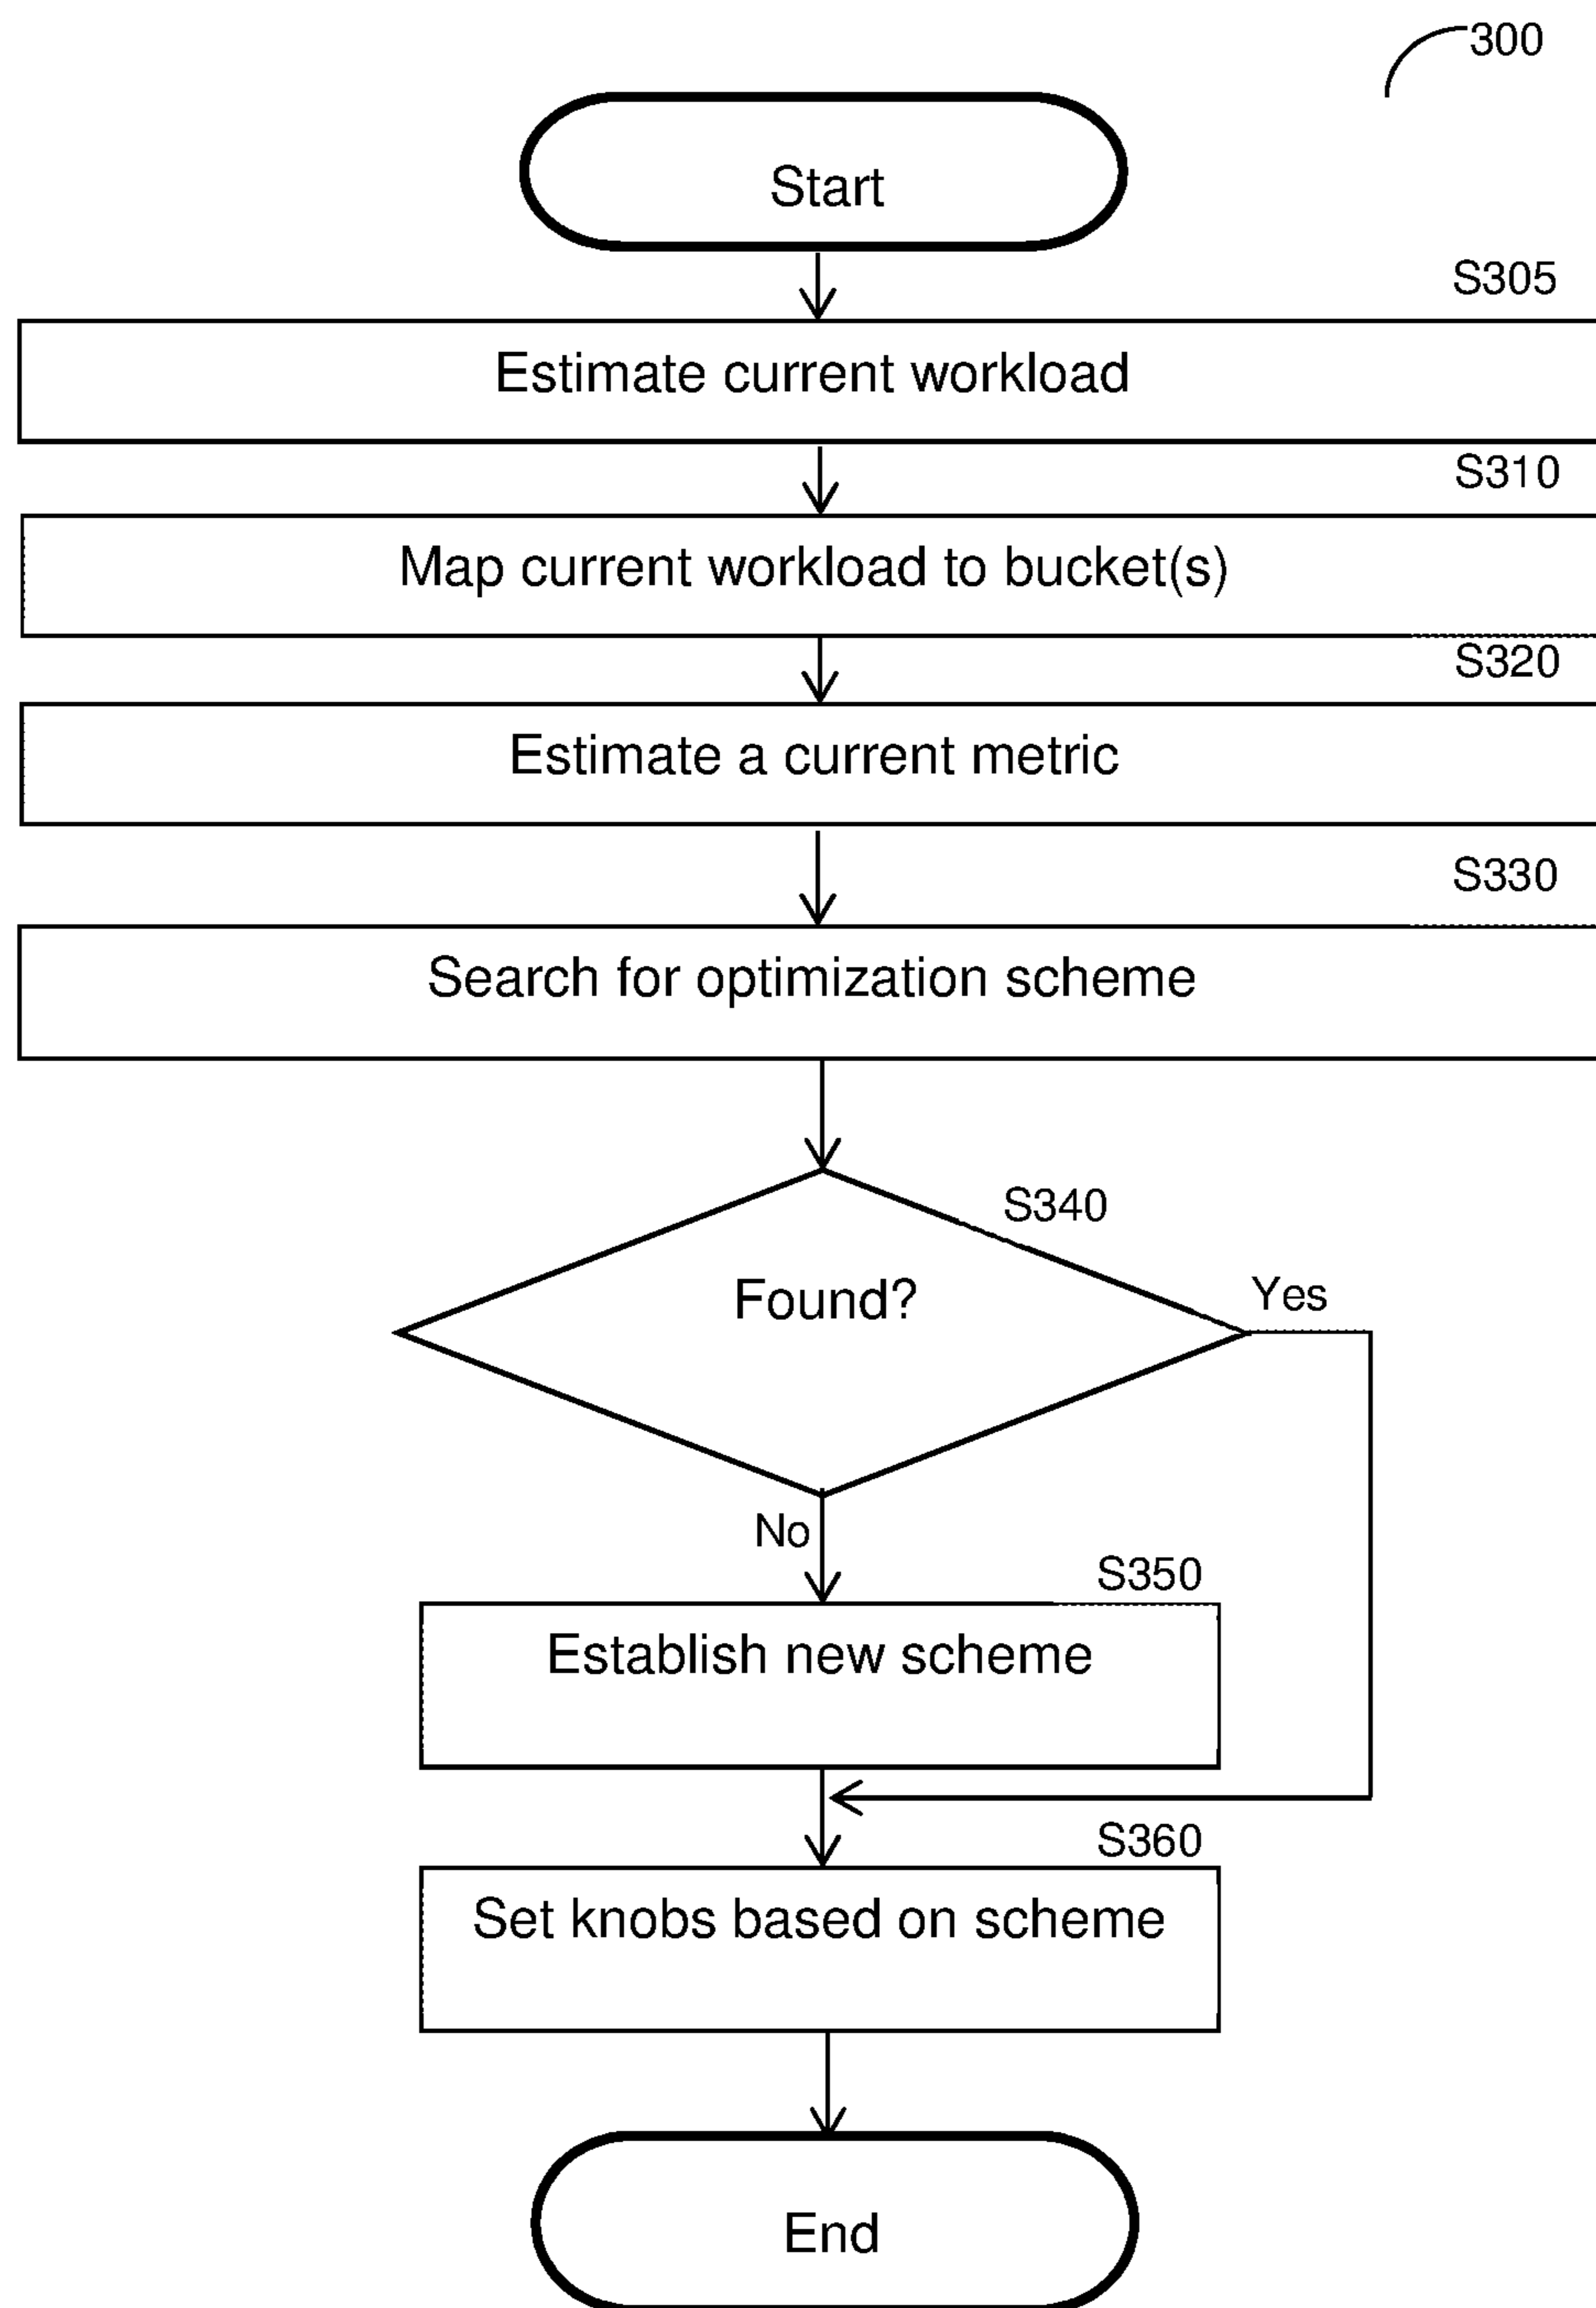 300
Start
S305
Estimate current workload
S310
Map current workload to bucket(s)
S320
Estimate a current metric
S330
Search for optimization scheme
S340
Found?
Yes
No
S350
Establish new scheme
S360
Set knobs based on scheme
End